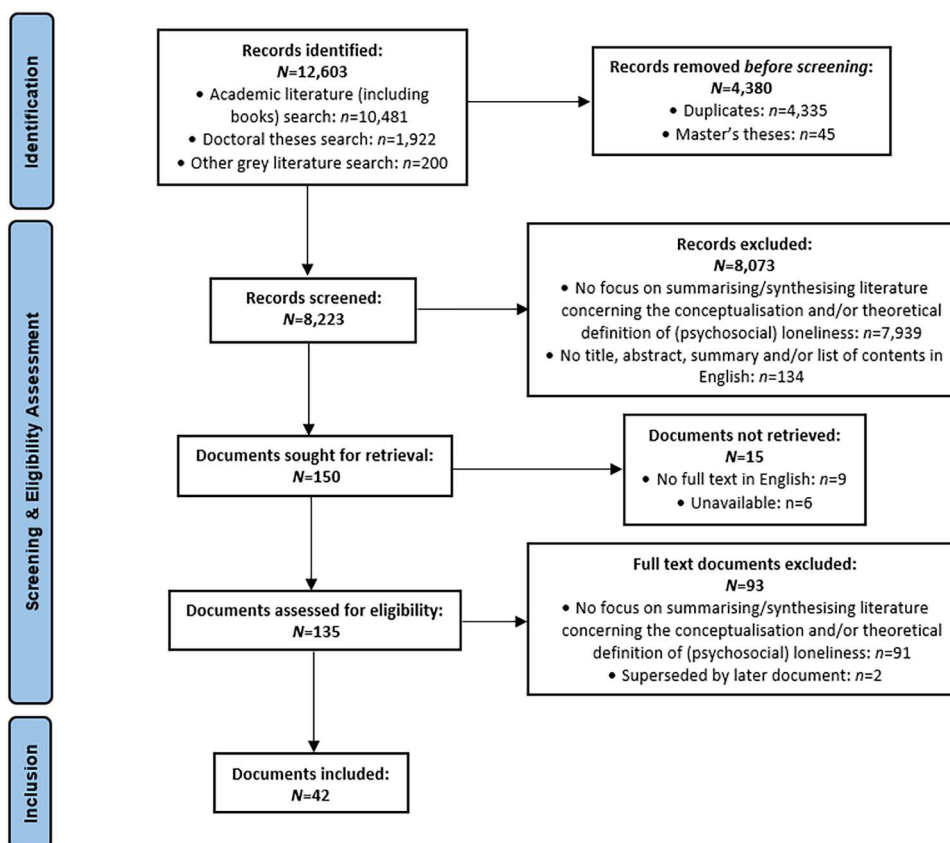 Identification
Records identified:
N=12,603
• Academic literature (including
books) search: n=10,481
• Doctoral theses search: n=1,922
• Other grey literature search: n=200
Records removed before screening:
N=4,380
• Duplicates: n=4,335
• Master's theses: n=45
Screening & Eligibility Assessment
Records screened:
N=8,223
Records excluded:
N=8,073
• No focus on summarising/synthesising literature
concerning the conceptualisation and/or theoretical
definition of (psychosocial) loneliness: n=7,939
• No title, abstract, summary and/or list of contents in
English: n=134
Documents sought for retrieval:
N=150
Documents not retrieved:
N=15
• No full text in English: n=9
• Unavailable: n=6
Documents assessed for eligibility:
N=135
Full text documents excluded:
N=93
• No focus on summarising/synthesising literature
concerning the conceptualisation and/or theoretical
definition of (psychosocial) loneliness: n=91
• Superseded by later document: n=2
Inclusion
Documents included:
N=42